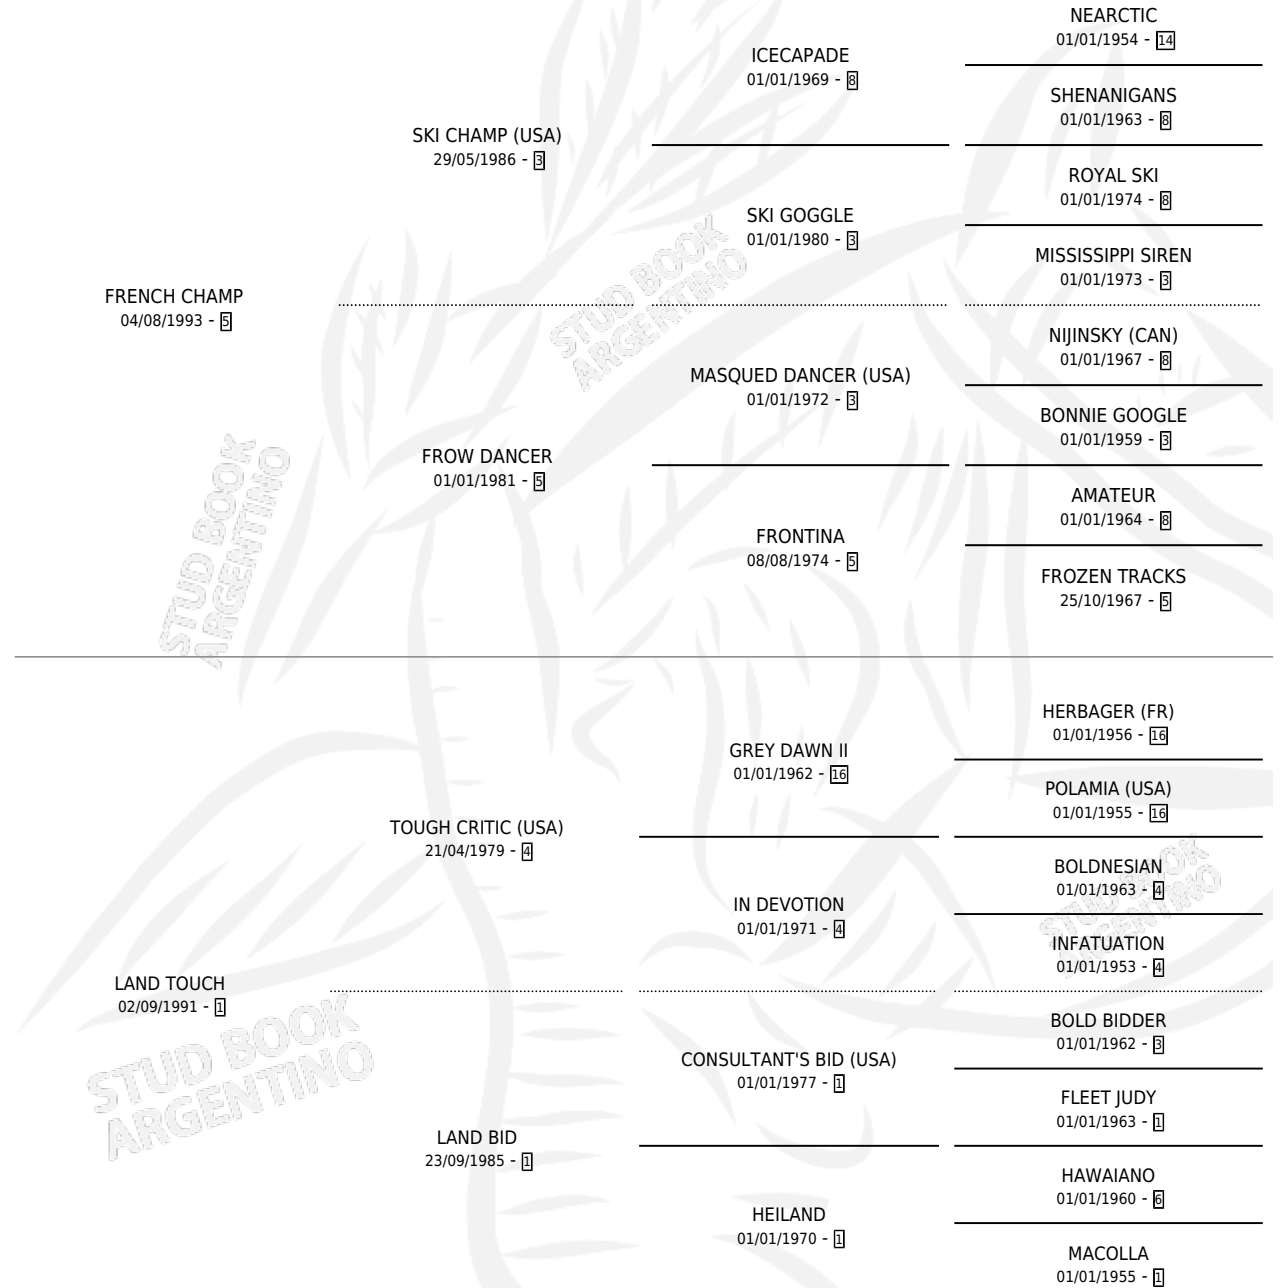 NEARCTIC
01/01/1954 - 14
ICECAPADE
01/01/1969 - 8
SHENANIGANS
01/01/1963 - 8
SKI CHAMP (USA)
29/05/1986 - 3
ROYAL SKI
01/01/1974 - 8
SKI GOGGLE
01/01/1980 - 3
MISSISSIPPI SIREN
01/01/1973 - 3
FRENCH CHAMP
04/08/1993 - 5
NIJINSKY (CAN)
01/01/1967 - 8
MASQUED DANCER (USA)
01/01/1972 - 3
BONNIE GOOGLE
01/01/1959 - 3
FROW DANCER
01/01/1981 - 5
AMATEUR
01/01/1964 - 8
FRONTINA
08/08/1974 - 5
FROZEN TRACKS
25/10/1967 - 5
HERBAGER (FR)
01/01/1956 - 16
GREY DAWN II
01/01/1962 - 16
POLAMIA (USA)
01/01/1955 - 16
TOUGH CRITIC (USA)
21/04/1979 - 4
BOLDNESIAN
01/01/1963 - 4
IN DEVOTION
01/01/1971 - 4
INFATUATION
01/01/1953 - 4
LAND TOUCH
02/09/1991 - 1
BOLD BIDDER
01/01/1962 - 3
CONSULTANT'S BID (USA)
01/01/1977 - 1
FLEET JUDY
01/01/1963 - 1
LAND BID
23/09/1985 - 1
HAWAIANO
01/01/1960 - 6
HEILAND
01/01/1970 - 1
MACOLLA
01/01/1955 - 1
STUD BOOK
ARGENTINO
STUD BOOK
ARGENTINO
STUD BOOK
ARGENTINO
STUD BOOK
ARGENTINO